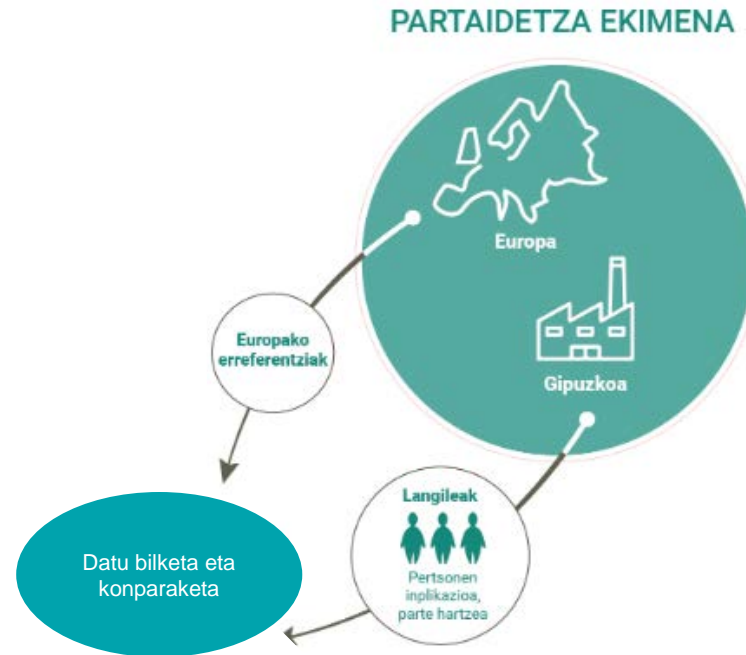 PARTAIDETZA EKIMENA
Europa
Gipuzkoa
Europako
erreferentziak
Langileak
Pertsonen
inplikazioa,
parte hartzea
Datu bilketa eta
konparaketa